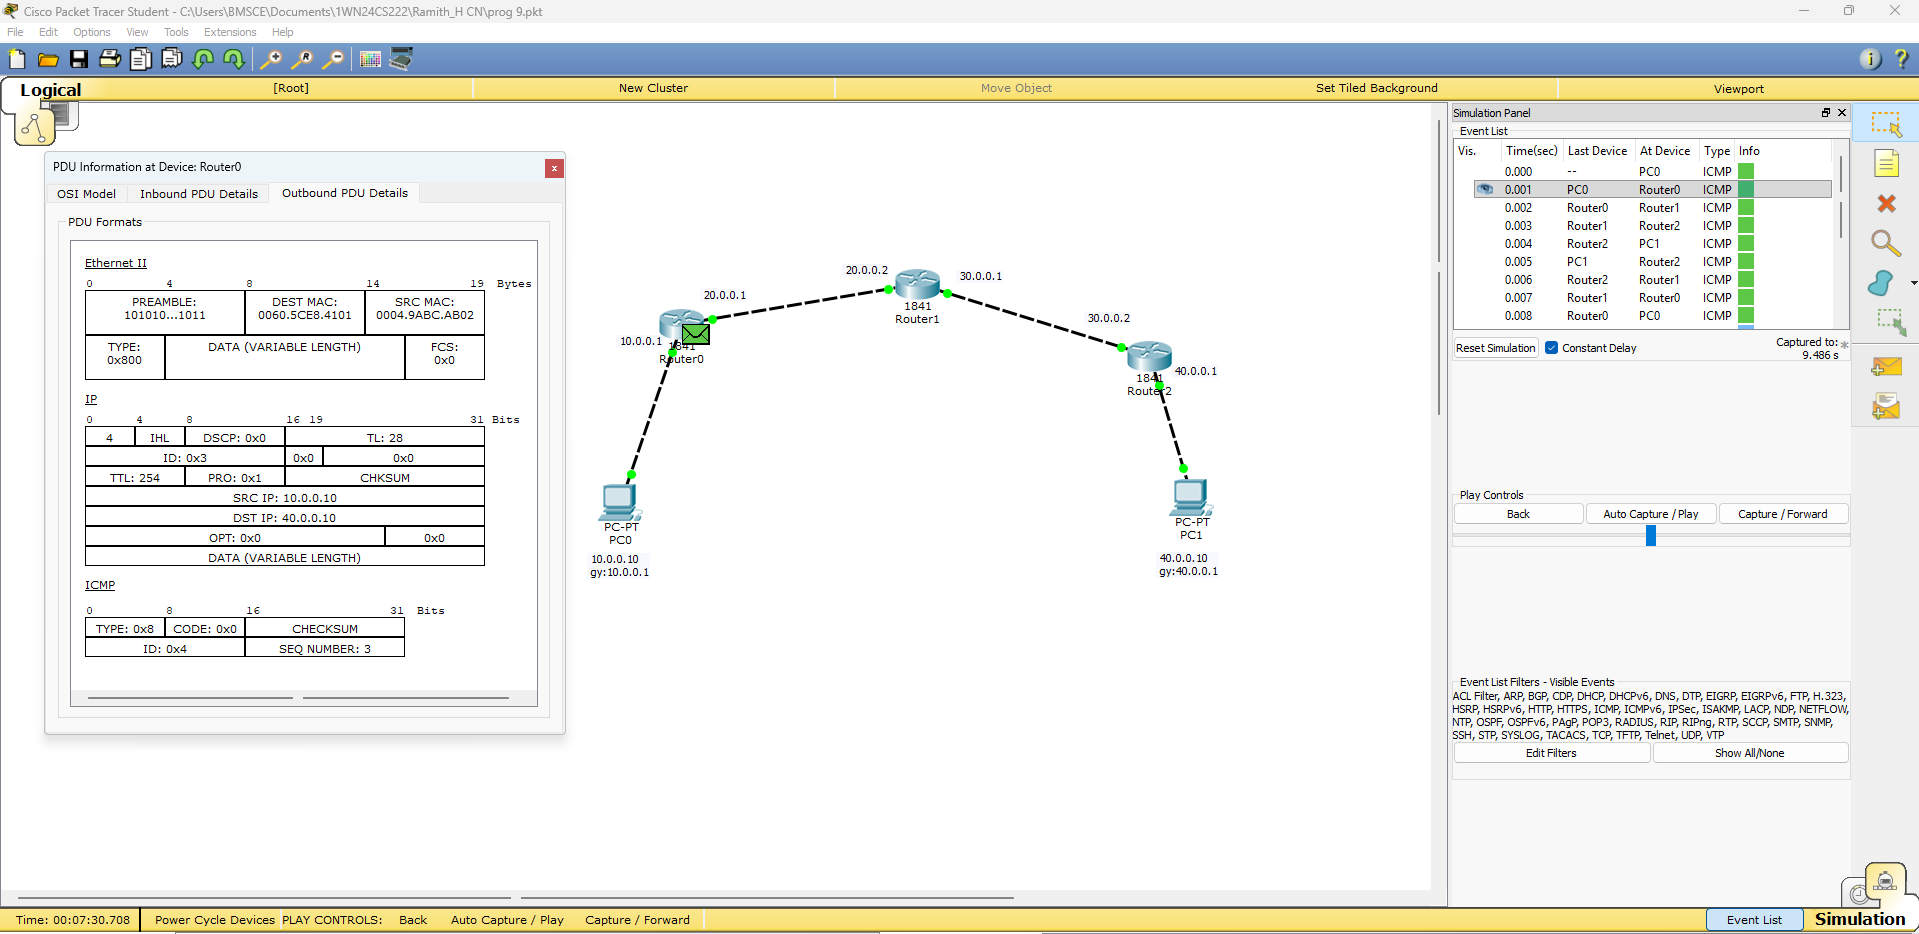 Cisco Packet Tracer Student - C:\Users\BMSCE\Documents\1WN24CS222\Ramith_H CN\prog 9.pkt
File Edit Options View Tools Extensions Help
Logical [Root] New Cluster Move Object Set Tiled Background Viewport
PDU Information at Device: Router0
OSI Model Inbound PDU Details Outbound PDU Details
PDU Formats
Ethernet II
0 4 8 14 19 Bytes
PREAMBLE: 101010...1011
DEST MAC: 0060.5CE8.4101
SRC MAC: 0004.9ABC.AB02
TYPE: 0x800
DATA (VARIABLE LENGTH)
FCS: 0x0
IP
0 4 8 16 19 31 Bits
4 IHL DSCP: 0x0 TL: 28
ID: 0x3 0x0 0x0
TTL: 254 PRO: 0x1 CHKSUM
SRC IP: 10.0.0.10
DST IP: 40.0.0.10
OPT: 0x0 0x0
DATA (VARIABLE LENGTH)
ICMP
0 8 16 31 Bits
TYPE: 0x8 CODE: 0x0 CHECKSUM
ID: 0x4 SEQ NUMBER: 3
20.0.0.1
10.0.0.1
1841
Router0
20.0.0.2
30.0.0.1
1841
Router1
30.0.0.2
1841
Router2
40.0.0.1
PC-PT
PC0
10.0.0.10
gy:10.0.0.1
PC-PT
PC1
40.0.0.10
gy:40.0.0.1
Simulation Panel
Event List
Vis. Time(sec) Last Device At Device Type Info
0.000 -- PC0 ICMP
0.001 PC0 Router0 ICMP
0.002 Router0 Router1 ICMP
0.003 Router1 Router2 ICMP
0.004 Router2 PC1 ICMP
0.005 PC1 Router2 ICMP
0.006 Router2 Router1 ICMP
0.007 Router1 Router0 ICMP
0.008 Router0 PC0 ICMP
Reset Simulation Constant Delay Captured to: *
9.486 s
Play Controls
Back Auto Capture / Play Capture / Forward
Event List Filters - Visible Events
ACL Filter, ARP, BGP, CDP, DHCP, DHCPv6, DNS, DTP, EIGRP, EIGRPv6, FTP, H.323,
HSRP, HSRPv6, HTTP, HTTPS, ICMP, ICMPv6, IPSec, ISAKMP, LACP, NDP, NETFLOW,
NTP, OSPF, OSPFv6, PAgP, POP3, RADIUS, RIP, RIPng, RTP, SCCP, SMTP, SNMP,
SSH, STP, SYSLOG, TACACS, TCP, TFTP, Telnet, UDP, VTP
Edit Filters Show All/None
Time: 00:07:30.708 Power Cycle Devices PLAY CONTROLS: Back Auto Capture / Play Capture / Forward Event List Simulation